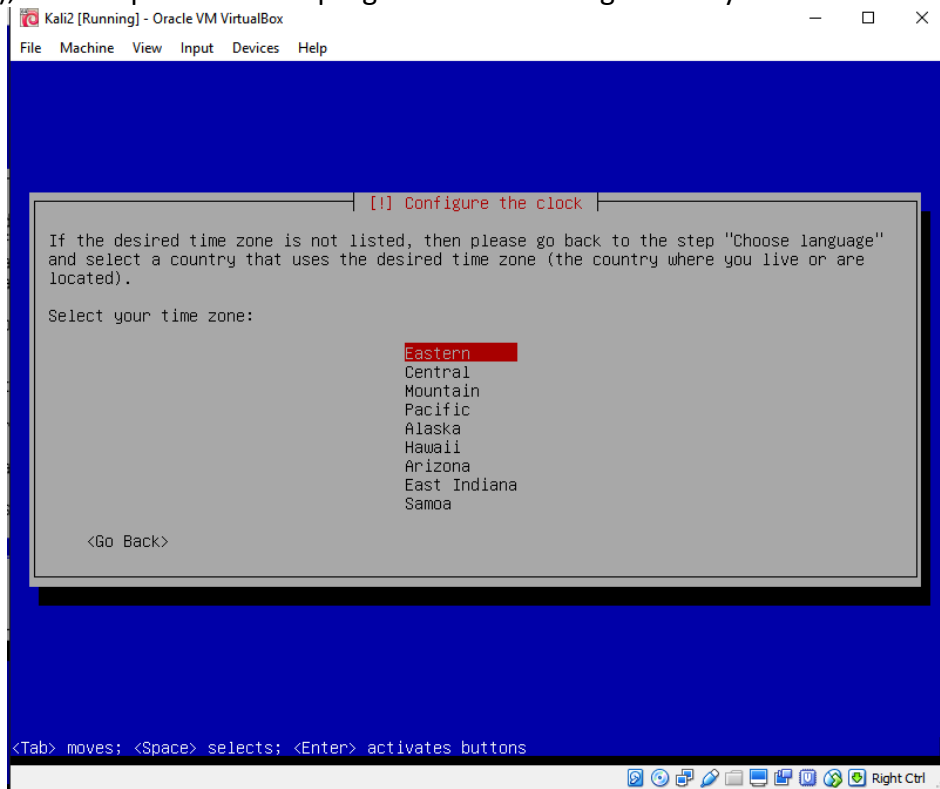 Kali2 [Running] - Oracle VM VirtualBox
File Machine View Input Devices Help
[!] Configure the clock
If the desired time zone is not listed, then please go back to the step "Choose language"
and select a country that uses the desired time zone (the country where you live or are
located).
Select your time zone:
Eastern
Central
Mountain
Pacific
Alaska
Hawaii
Arizona
East Indiana
Samoa
<Go Back>
<Tab> moves; <Space> selects; <Enter> activates buttons
Right Ctrl